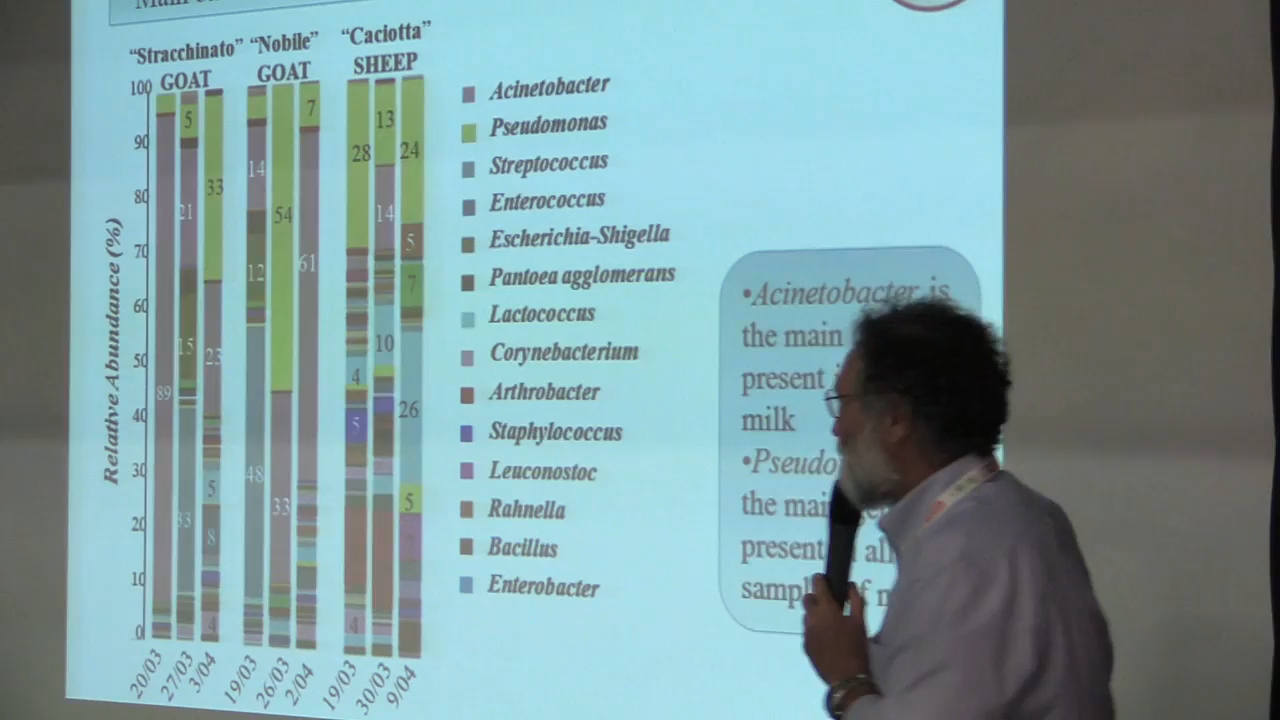 “Stracchinato” “Nobile” “Caciotta”
GOAT GOAT SHEEP
Relative Abundance (%)
100
90
80
70
60
50
40
30
20
10
0
89
5
21
15
33
33
23
5
8
4
14
12
48
54
33
7
61
28
4
5
4
13
14
10
24
5
7
26
5
20/03 27/03 3/04 19/03 26/03 2/04 19/03 30/03 9/04
Acinetobacter
Pseudomonas
Streptococcus
Enterococcus
Escherichia-Shigella
Pantoea agglomerans
Lactococcus
Corynebacterium
Arthrobacter
Staphylococcus
Leuconostoc
Rahnella
Bacillus
Enterobacter
•Acinetobacter is
the main
present
milk
•Pseudo
the mai
present all
samp of